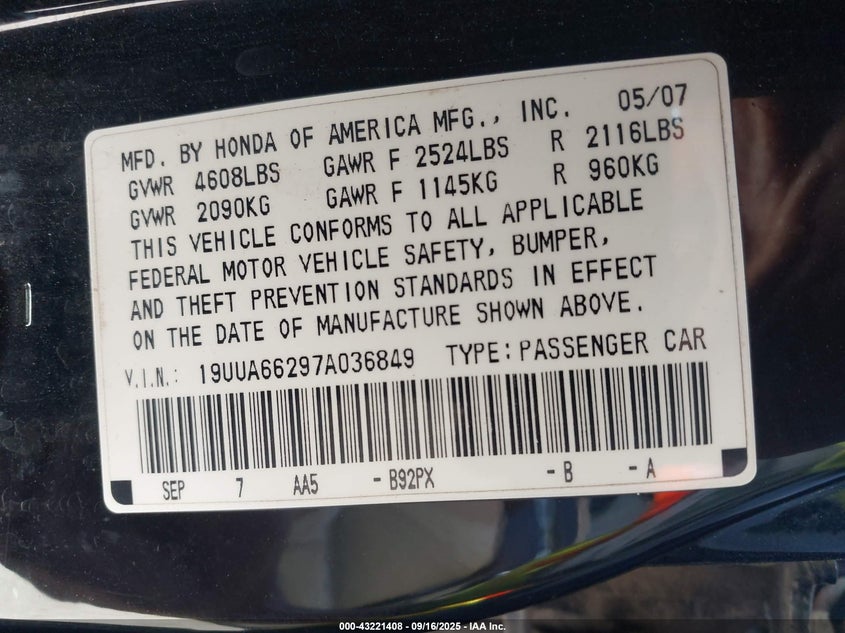 MFD. BY HONDA OF AMERICA MFG., INC. 05/07
GVWR 4608LBS GAWR F 2524LBS R 2116LBS
GVWR 2090KG GAWR F 1145KG R 960KG
THIS VEHICLE CONFORMS TO ALL APPLICABLE
FEDERAL MOTOR VEHICLE SAFETY, BUMPER,
AND THEFT PREVENTION STANDARDS IN EFFECT
ON THE DATE OF MANUFACTURE SHOWN ABOVE.
V.I.N.: 19UUA66297A036849 TYPE: PASSENGER CAR
SEP 7 AA5 - B92PX - B - A
000-43221408 - 09/16/2025 - IAA Inc.